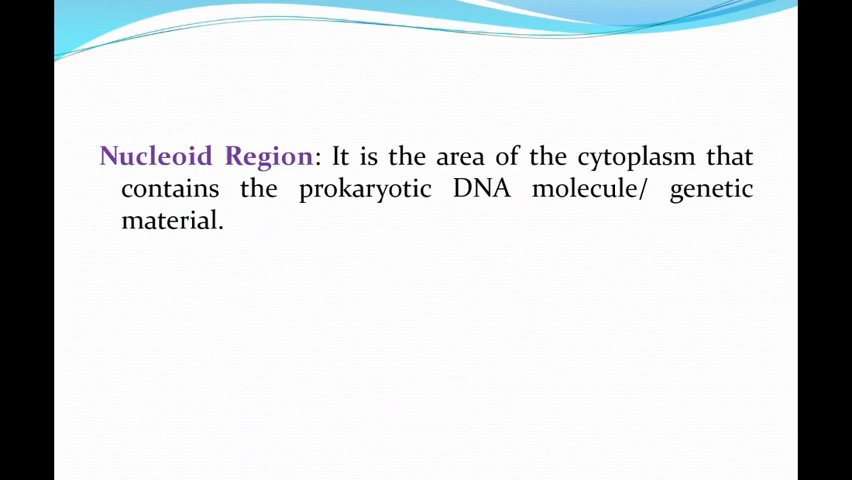 Nucleoid Region: It is the area of the cytoplasm that
contains the prokaryotic DNA molecule/ genetic
material.